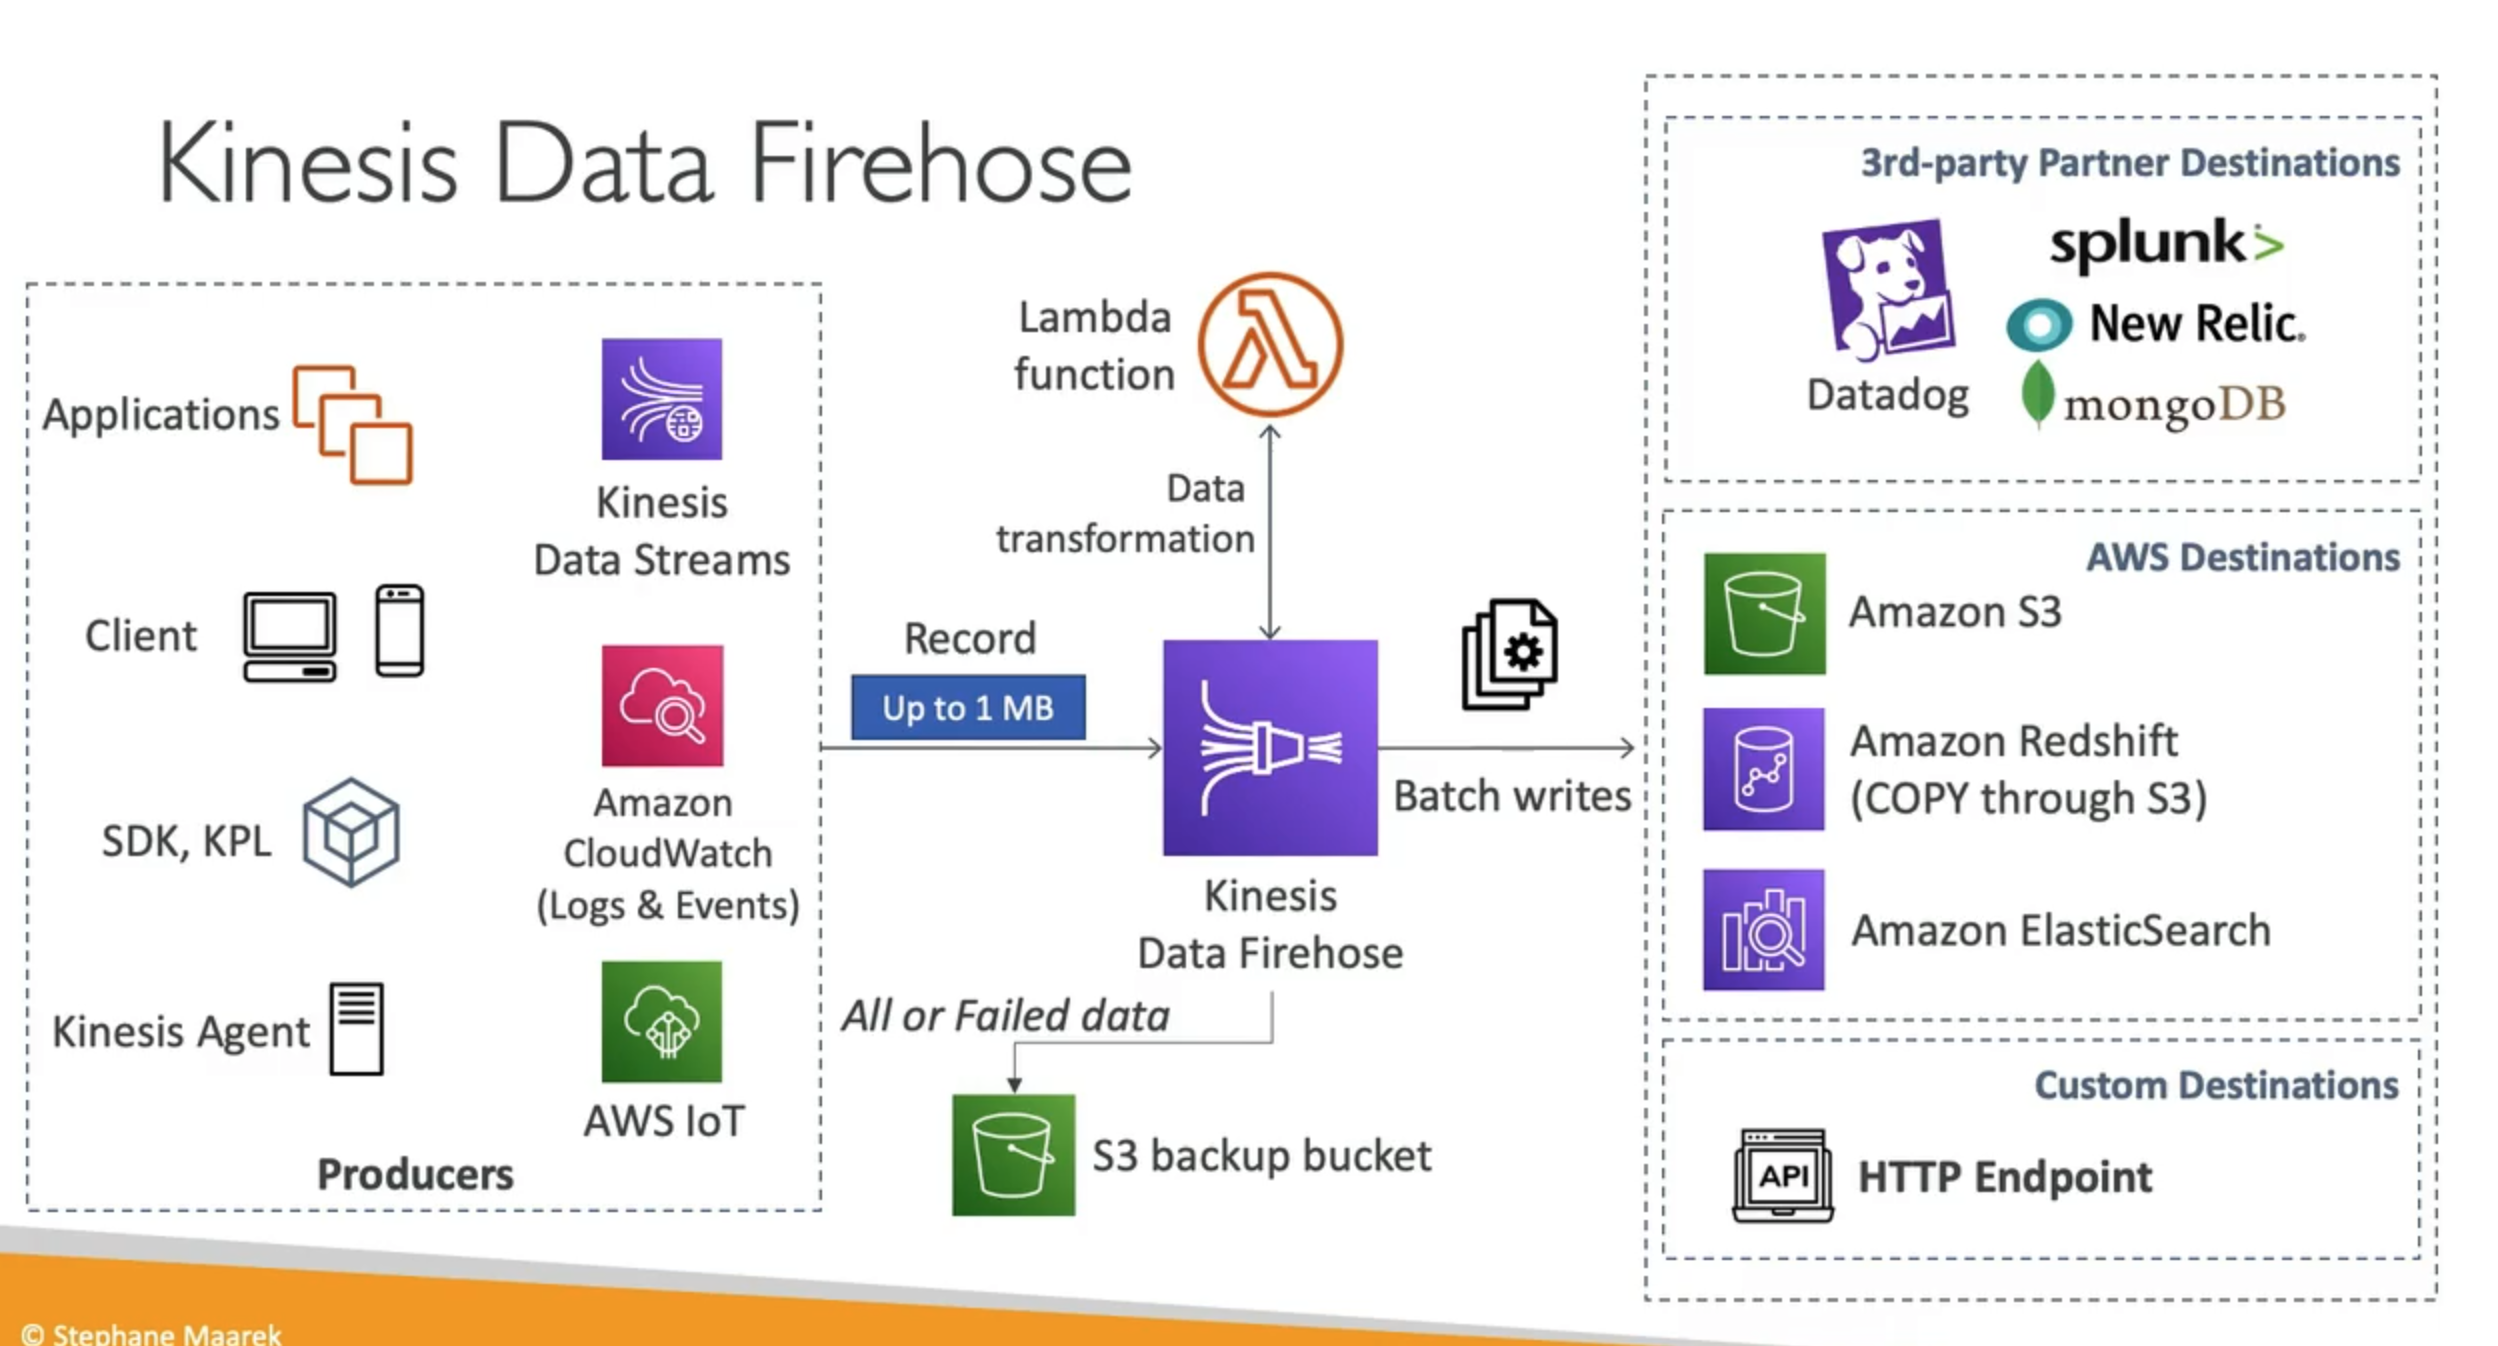 Kinesis Data Firehose
Applications
Client
SDK, KPL
Kinesis Agent
Kinesis
Data Streams
Amazon
CloudWatch
(Logs & Events)
AWS IoT
Producers
Record
Up to 1 MB
Lambda
function
Data
transformation
Kinesis
Data Firehose
All or Failed data
S3 backup bucket
Batch writes
3rd-party Partner Destinations
Datadog
splunk>
New Relic.
mongoDB
AWS Destinations
Amazon S3
Amazon Redshift
(COPY through S3)
Amazon ElasticSearch
Custom Destinations
API
HTTP Endpoint
© Stephane Maarek